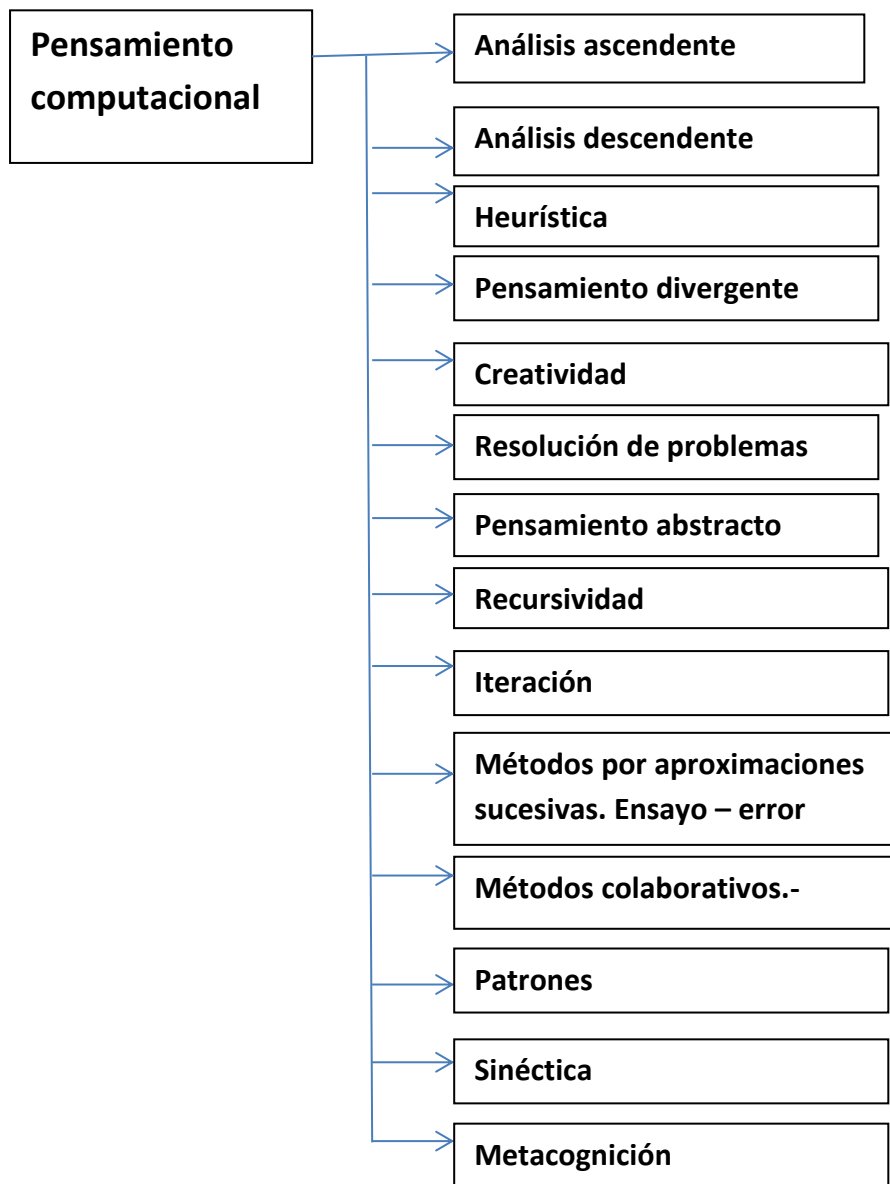 Pensamiento
computacional
Análisis ascendente
Análisis descendente
Heurística
Pensamiento divergente
Creatividad
Resolución de problemas
Pensamiento abstracto
Recursividad
Iteración
Métodos por aproximaciones
sucesivas. Ensayo – error
Métodos colaborativos.-
Patrones
Sinéctica
Metacognición